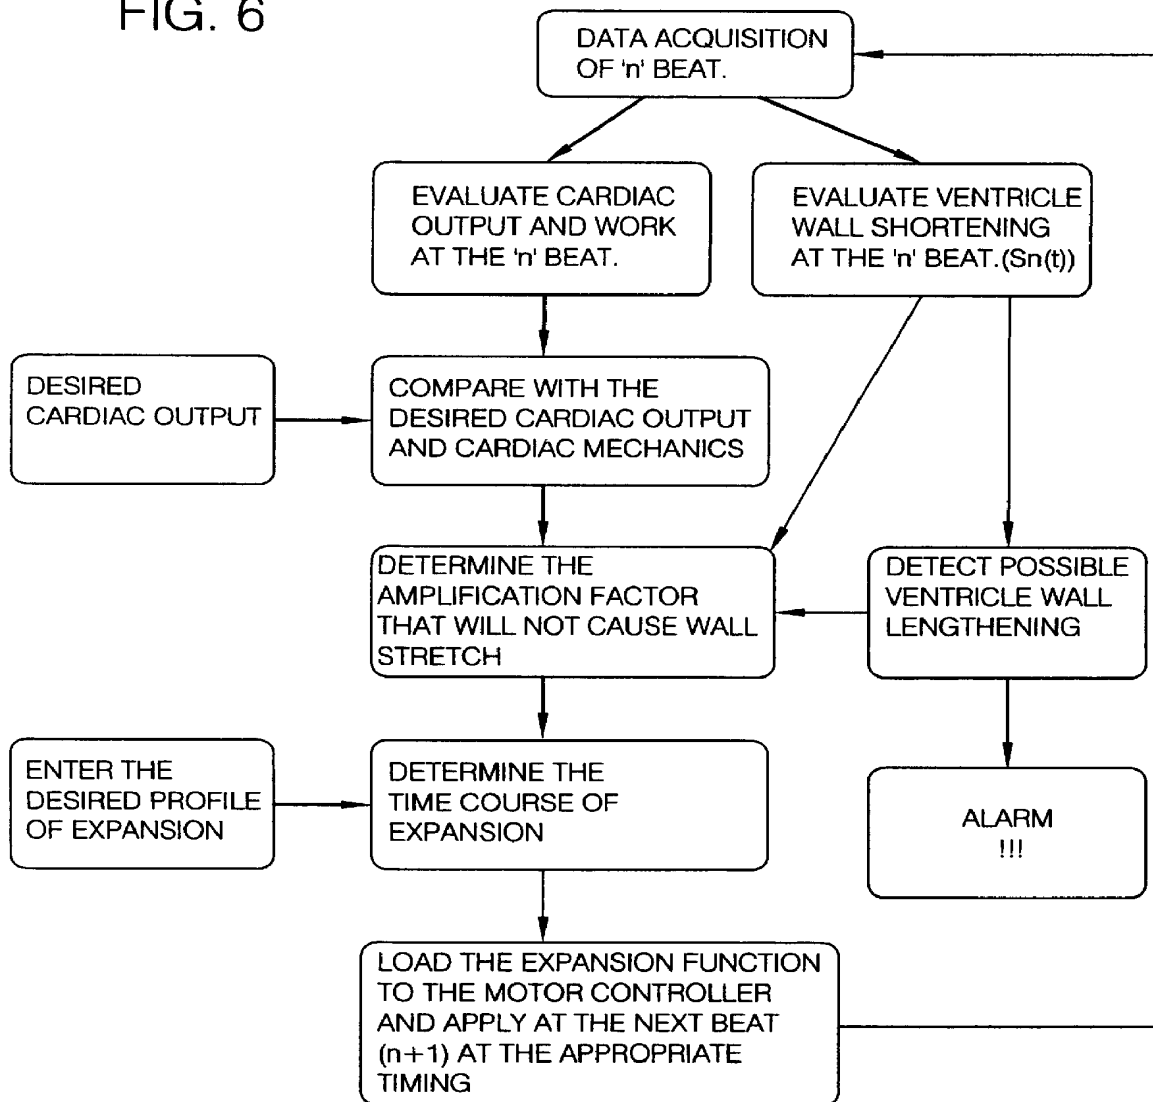 FIG. 6
DATA ACQUISITION
OF 'n' BEAT.
EVALUATE CARDIAC
OUTPUT AND WORK
AT THE 'n' BEAT.
EVALUATE VENTRICLE
WALL SHORTENING
AT THE 'n' BEAT.(Sn(t))
DESIRED
CARDIAC OUTPUT
COMPARE WITH THE
DESIRED CARDIAC OUTPUT
AND CARDIAC MECHANICS
DETERMINE THE
AMPLIFICATION FACTOR
THAT WILL NOT CAUSE WALL
STRETCH
DETECT POSSIBLE
VENTRICLE WALL
LENGTHENING
ENTER THE
DESIRED PROFILE
OF EXPANSION
DETERMINE THE
TIME COURSE OF
EXPANSION
ALARM
!!!
LOAD THE EXPANSION FUNCTION
TO THE MOTOR CONTROLLER
AND APPLY AT THE NEXT BEAT
(n+1) AT THE APPROPRIATE
TIMING